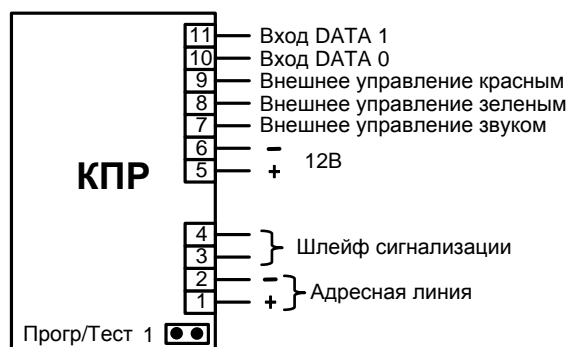 11 Вход DATA 1
10 Вход DATA 0
9 Внешнее управление красным
8 Внешнее управление зеленым
7 Внешнее управление звуком
6 −
12В
5 +
КПР
4
Шлейф сигнализации
3
2 −
Адресная линия
1 +
Прогр/Тест 1